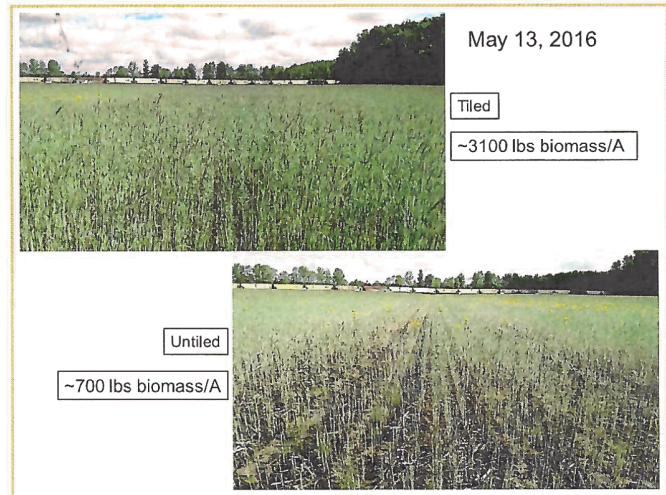 May 13, 2016
Tiled
~3100 lbs biomass/A
Untiled
~700 lbs biomass/A